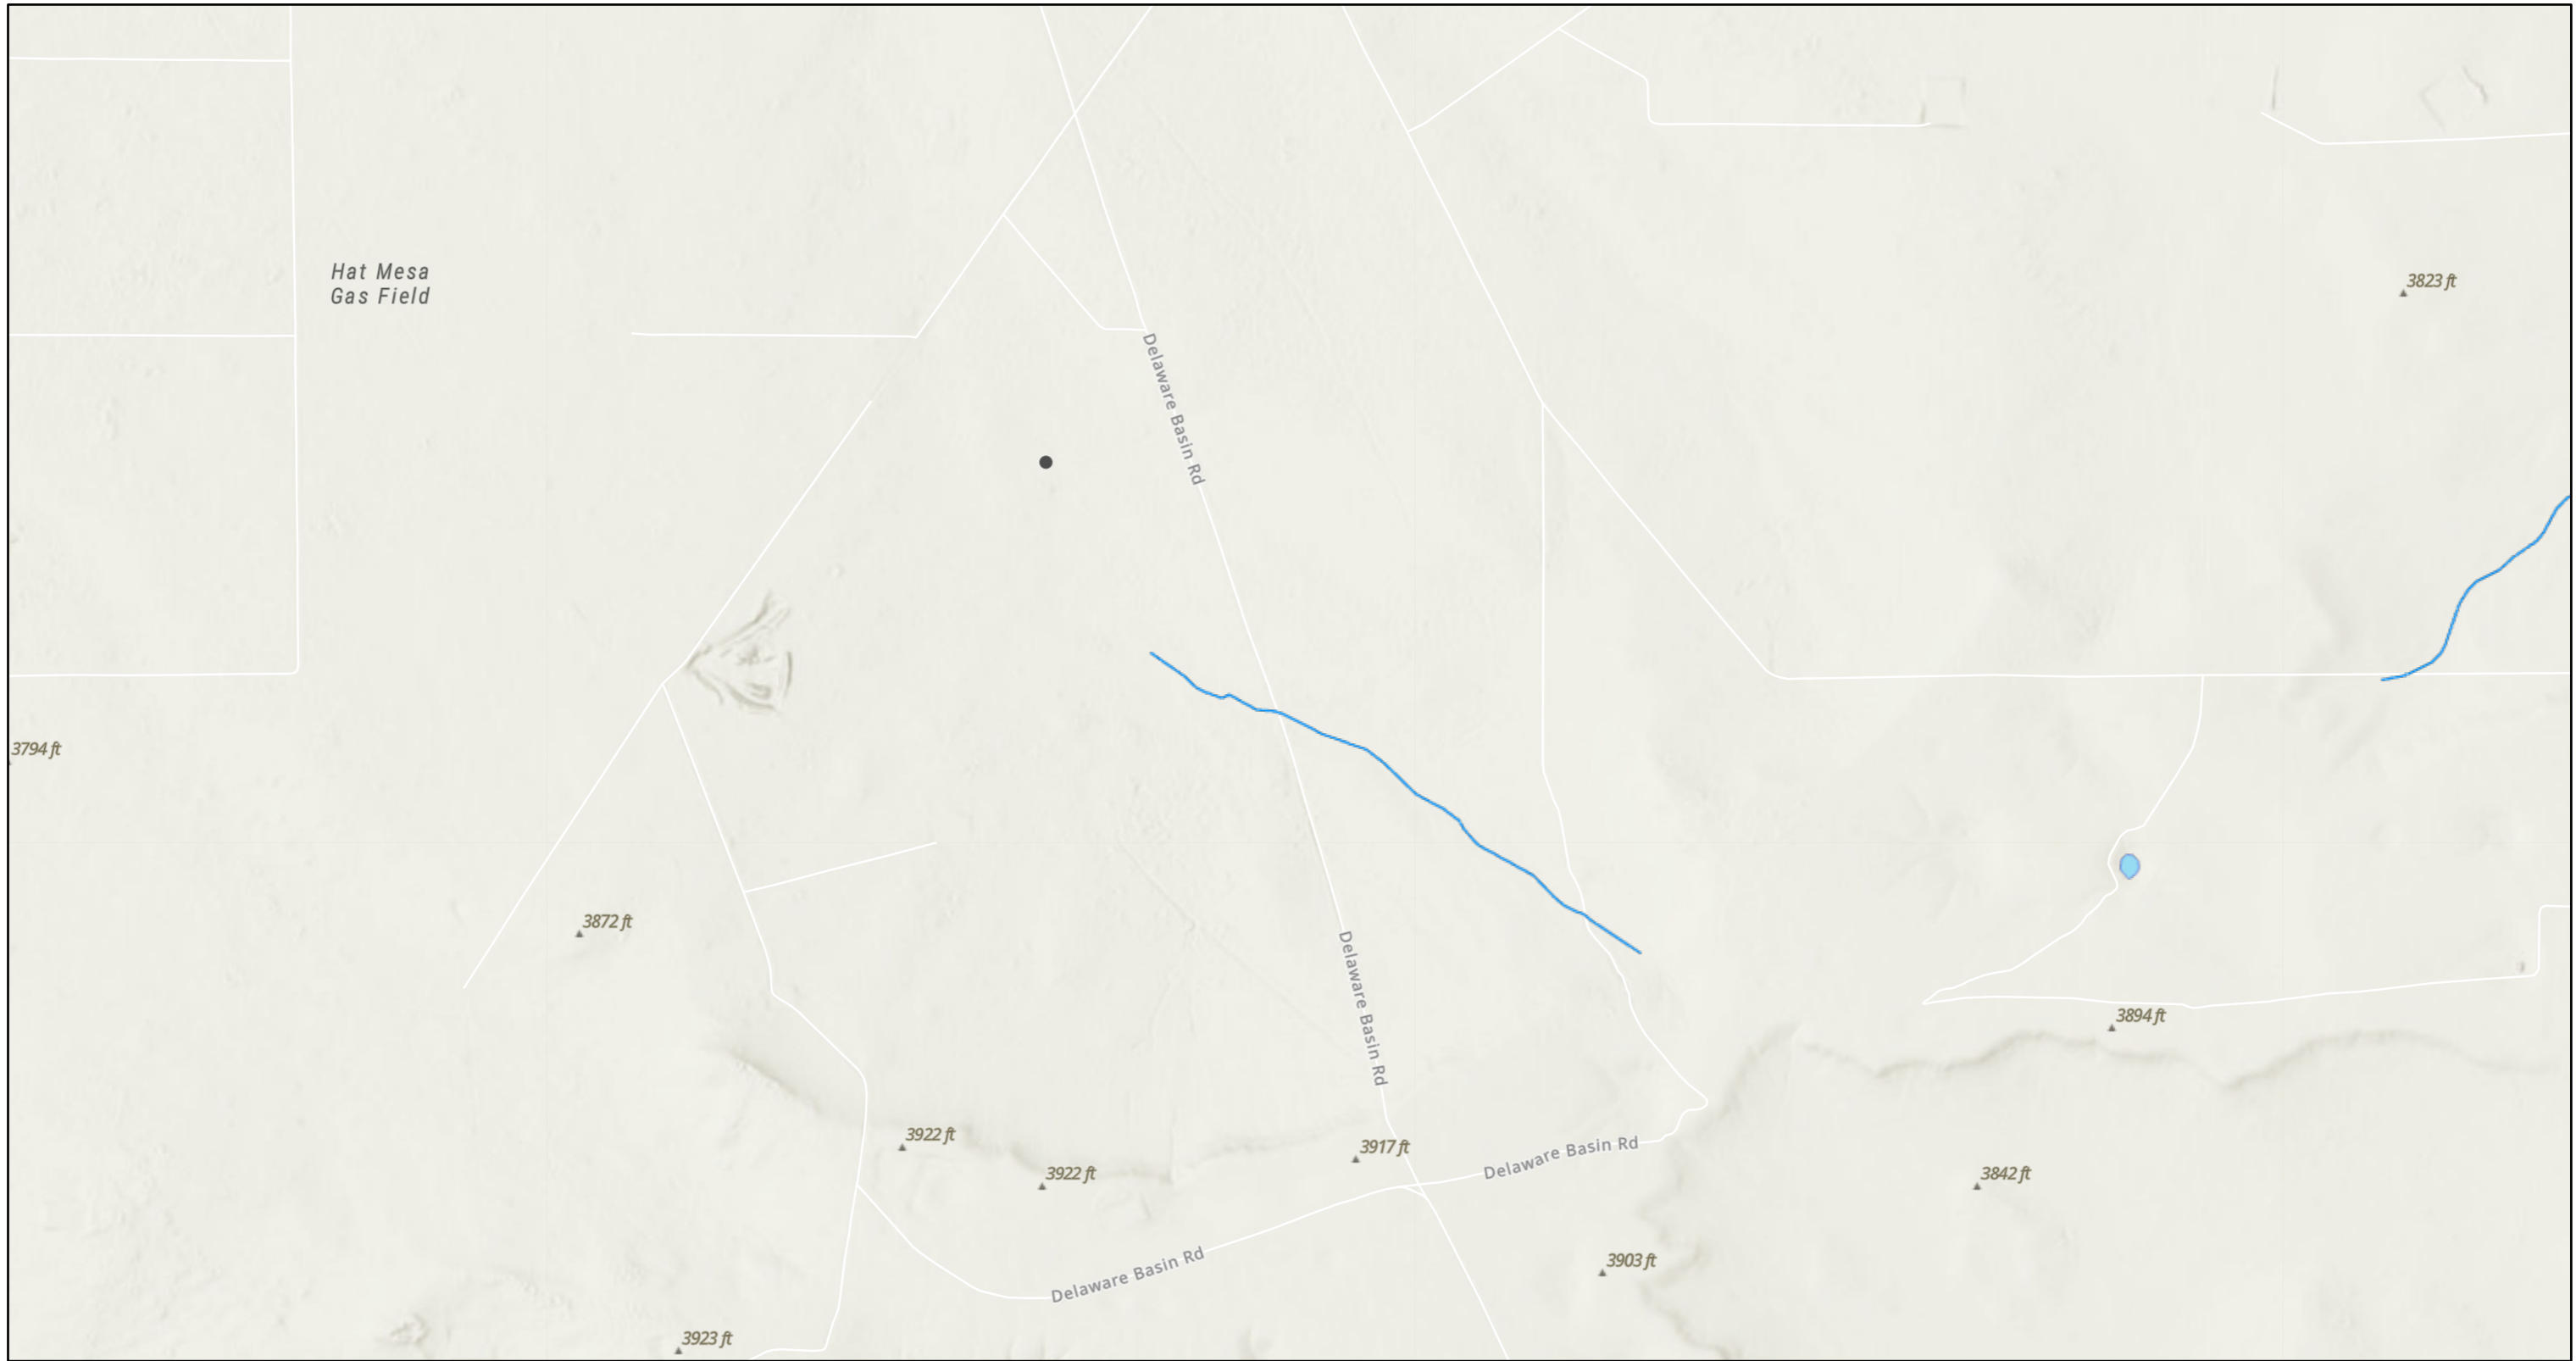 Hat Mesa
Gas Field
3823 ft
Delaware Basin Rd
3794 ft
3872 ft
Delaware Basin Rd
3894 ft
3922 ft
3917 ft
Delaware Basin Rd
3922 ft
3842 ft
Delaware Basin Rd
3903 ft
3923 ft